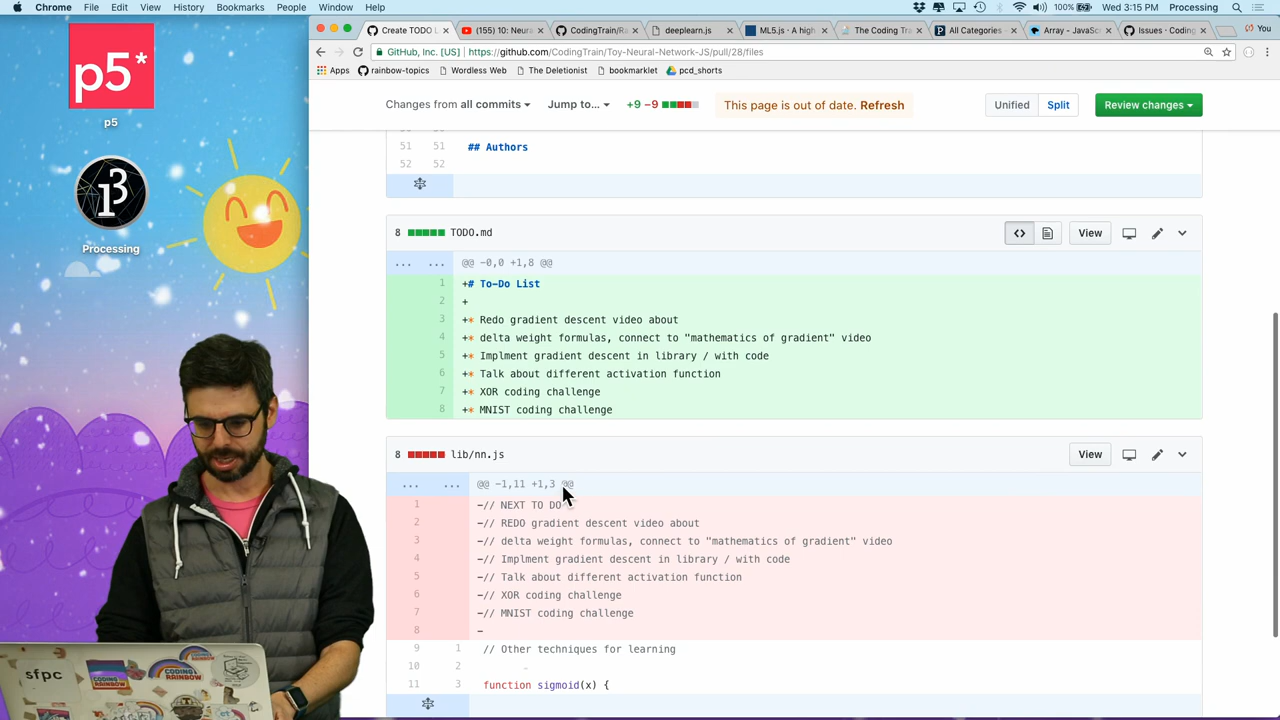 Chrome File Edit View History Bookmarks People Window Help 100% Wed 3:15 PM Processing
Create TODO L
(155) 10: Neura
CodingTrain/R
deeplearn.js
ML5.js · A high
The Coding Tra
All Categories
Array - JavaSc
Issues · Coding
You
GitHub, Inc. [US] | https://github.com/CodingTrain/Toy-Neural-Network-JS/pull/28/files
Apps rainbow-topics Wordless Web The Deletionist bookmarklet pcd_shorts
p5*
p5
Processing
Changes from all commits Jump to... +9 −9 This page is out of date. Refresh Unified Split Review changes
51 51 ## Authors
52 52
8 TODO.md View
... ... @@ -0,0 +1,8 @@
1 +# To-Do List
2 +
3 +* Redo gradient descent video about
4 +* delta weight formulas, connect to "mathematics of gradient" video
5 +* Implment gradient descent in library / with code
6 +* Talk about different activation function
7 +* XOR coding challenge
8 +* MNIST coding challenge
8 lib/nn.js View
... ... @@ -1,11 +1,3 @@
1 -// NEXT TO DO
2 -// REDO gradient descent video about
3 -// delta weight formulas, connect to "mathematics of gradient" video
4 -// Implment gradient descent in library / with code
5 -// Talk about different activation function
6 -// XOR coding challenge
7 -// MNIST coding challenge
8 -
9 1 // Other techniques for learning
10 2
11 3 function sigmoid(x) {
sfpc
CODING RAINBOW
CODING RAINBOW